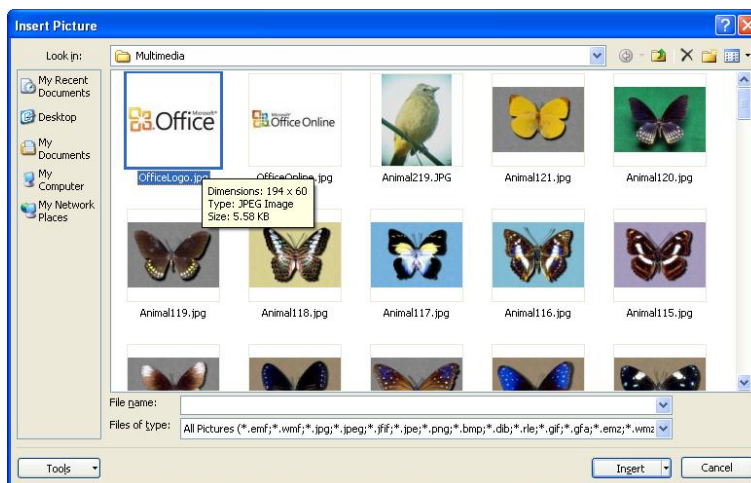 Insert Picture
Look in:
Multimedia
My Recent
Documents
Desktop
My
Documents
My
Computer
My Network
Places
Microsoft
Office
Microsoft
Office Online
OfficeLogo.jpg
OfficeOnline.jpg
Animal219.JPG
Animal121.jpg
Animal120.jpg
Dimensions: 194 x 60
Type: JPEG Image
Size: 5.58 KB
Animal119.jpg
Animal118.jpg
Animal117.jpg
Animal116.jpg
Animal115.jpg
File name:
Files of type:
All Pictures (*.emf;*.wmf;*.jpg;*.jpeg;*.jfif;*.jpe;*.png;*.bmp;*.dib;*.rle;*.gif;*.gfa;*.emz;*.wmz
Tools
Insert
Cancel